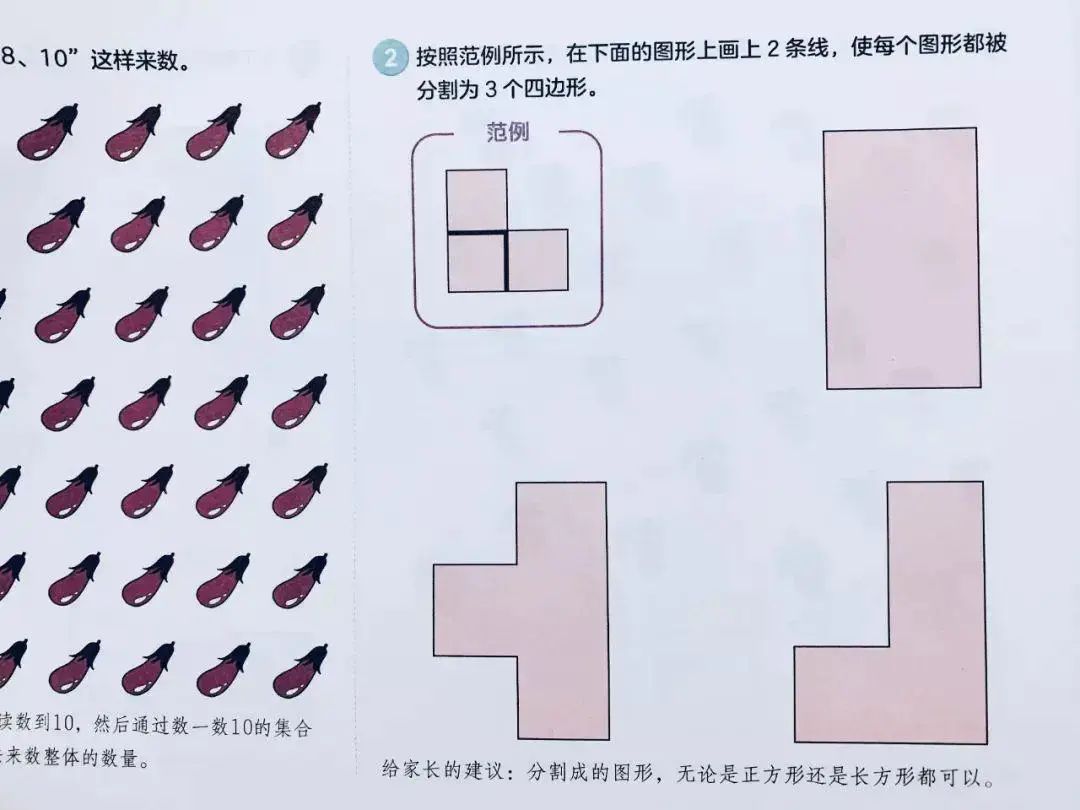 8、10”这样来数。
2 按照范例所示，在下面的图形上画上 2 条线，使每个图形都被
分割为 3 个四边形。
范例
读数到10，然后通过数一数10的集合
来数整体的数量。
给家长的建议：分割成的图形，无论是正方形还是长方形都可以。